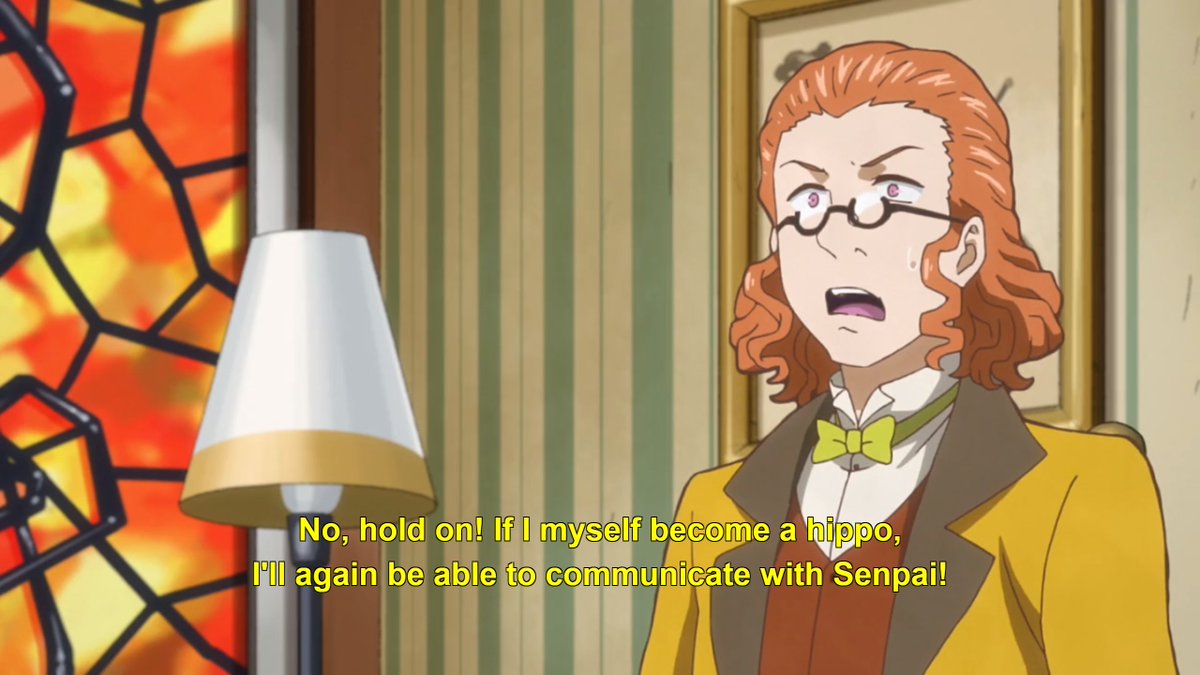 No, hold on! If I myself become a hippo,
I'll again be able to communicate with Senpai!